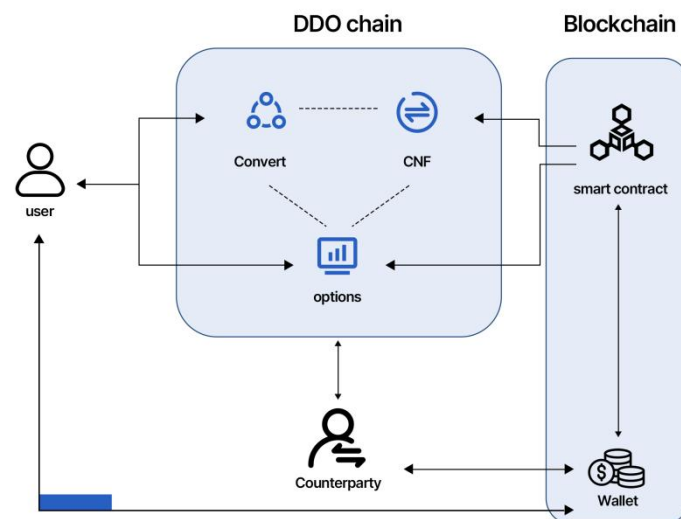 DDO chain
Blockchain
Convert
CNF
smart contract
user
options
Counterparty
$
Wallet